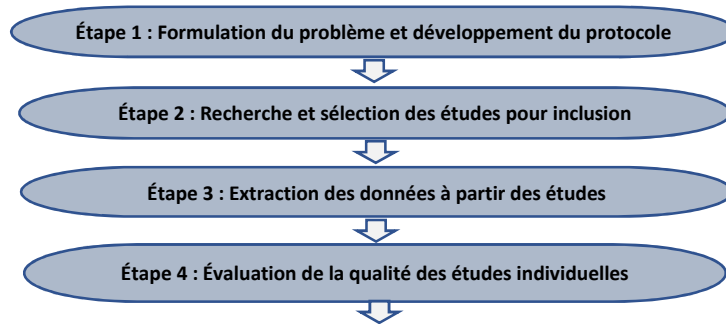 Étape 1 : Formulation du problème et développement du protocole
Étape 2 : Recherche et sélection des études pour inclusion
Étape 3 : Extraction des données à partir des études
Étape 4 : Évaluation de la qualité des études individuelles